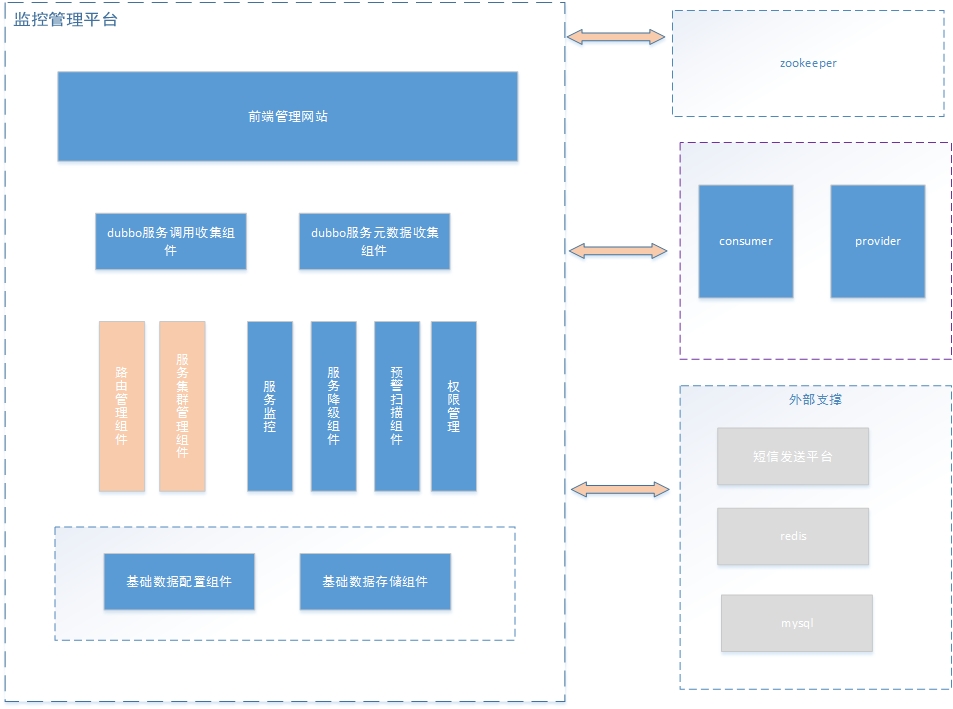 监控管理平台
前端管理网站
dubbo服务调用收集组
件
dubbo服务元数据收集
组件
路由管理组件
服务集群管理组件
服务监控
服务降级组件
预警扫描组件
权限管理
基础数据配置组件
基础数据存储组件
zookeeper
consumer
provider
外部支撑
短信发送平台
redis
mysql